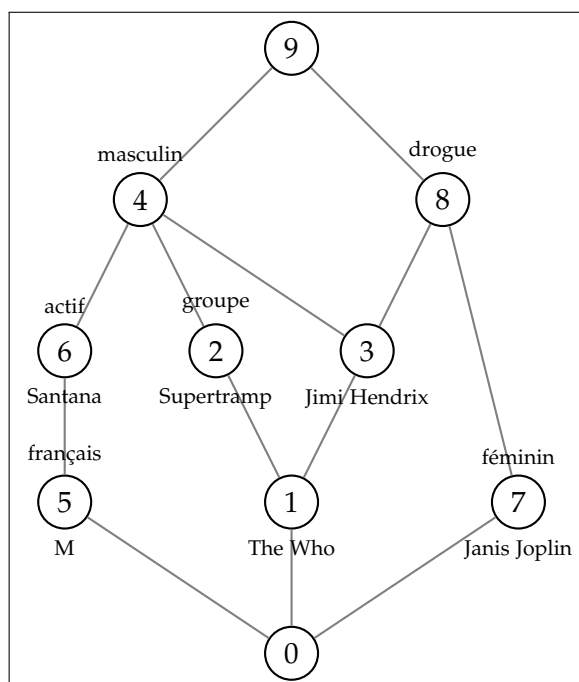 9
masculin drogue
4 8
actif groupe
6 2 3
Santana Supertramp Jimi Hendrix
français féminin
5 1 7
M The Who Janis Joplin
0